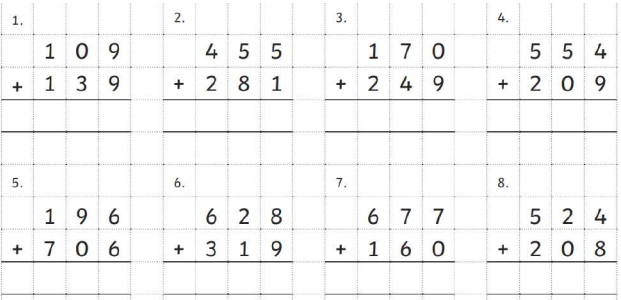 1. 2. 3. 4.
1 0 9 4 5 5 1 7 0 5 5 4
+ 1 3 9 + 2 8 1 + 2 4 9 + 2 0 9
5. 6. 7. 8.
1 9 6 6 2 8 6 7 7 5 2 4
+ 7 0 6 + 3 1 9 + 1 6 0 + 2 0 8